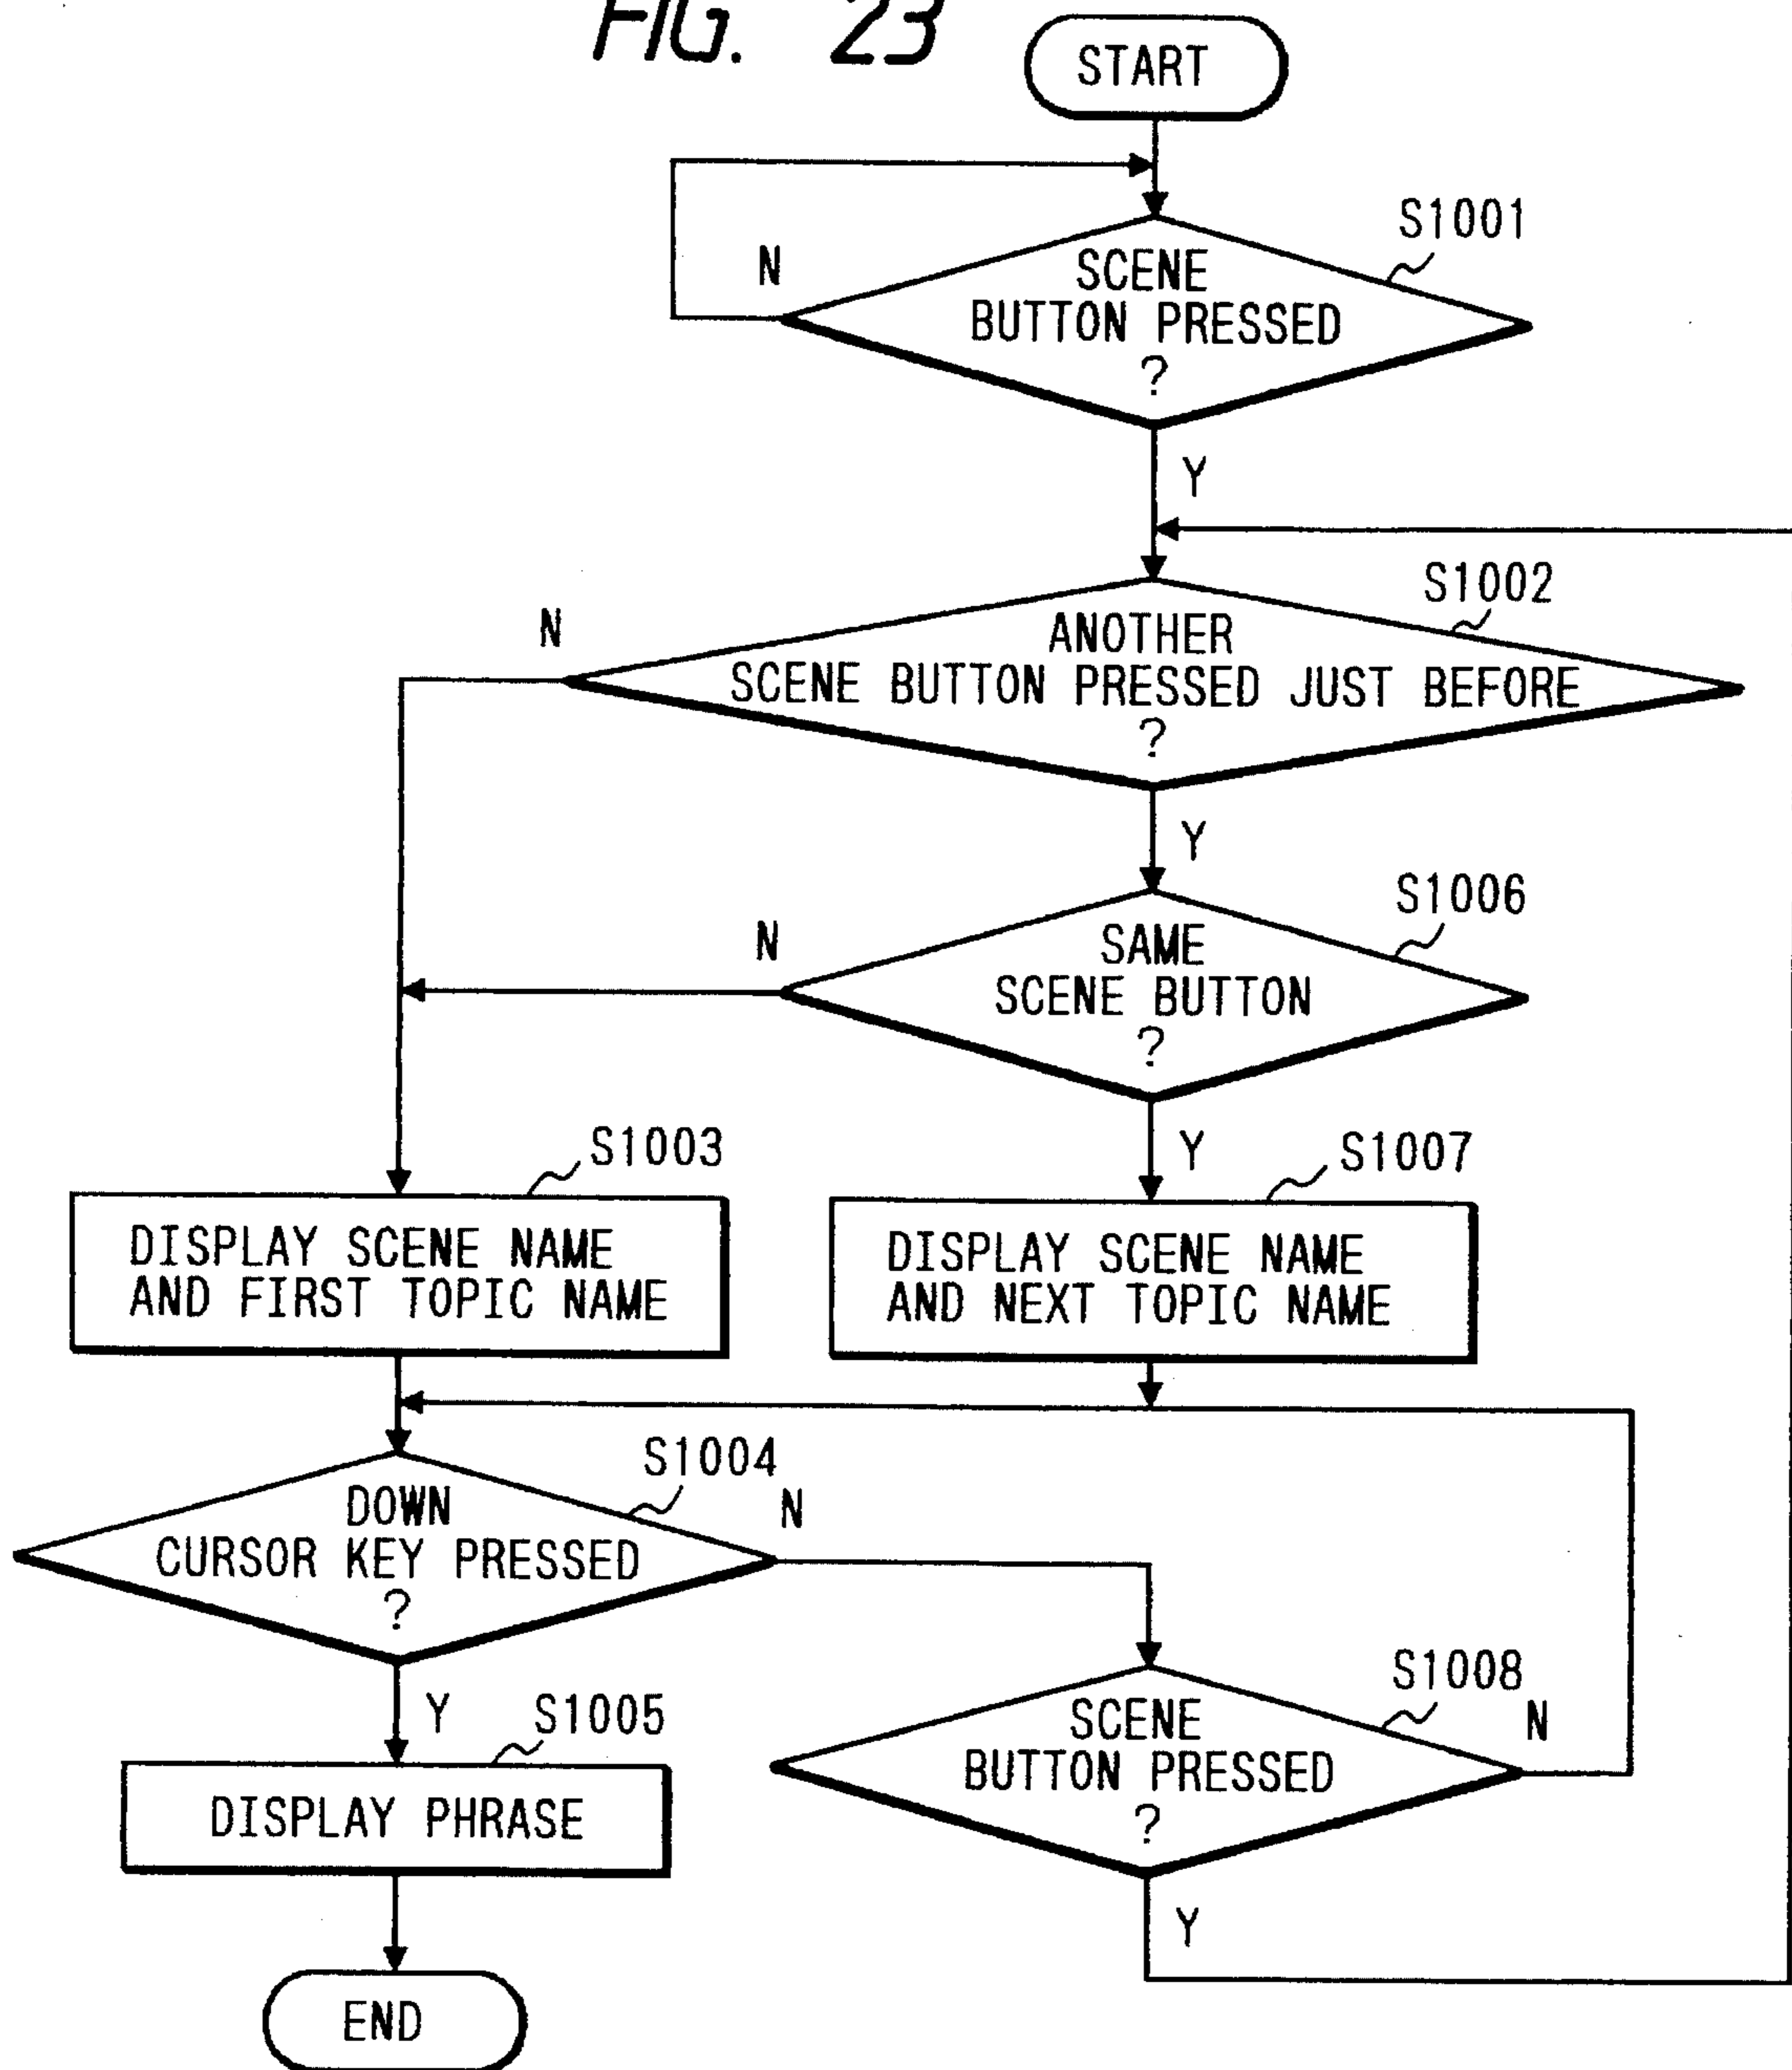 FIG. 23
START
S1001
N
SCENE
BUTTON PRESSED
?
Y
S1002
N
ANOTHER
SCENE BUTTON PRESSED JUST BEFORE
?
Y
S1006
N
SAME
SCENE BUTTON
?
Y
S1003
DISPLAY SCENE NAME
AND FIRST TOPIC NAME
S1007
DISPLAY SCENE NAME
AND NEXT TOPIC NAME
S1004
N
DOWN
CURSOR KEY PRESSED
?
Y
S1005
DISPLAY PHRASE
S1008
N
SCENE
BUTTON PRESSED
?
Y
END